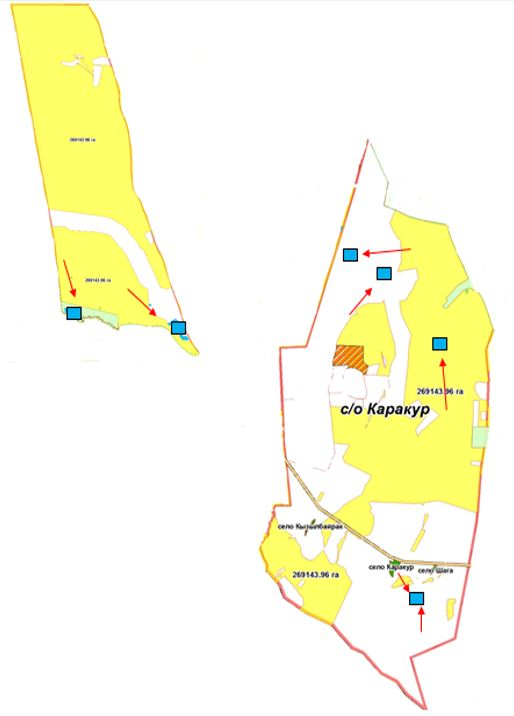 269143.96 га
269143.96 га
269143.96 га
с/о Каракур
село Кызылбайрак
село Каракур
село Шага
269143.96 га